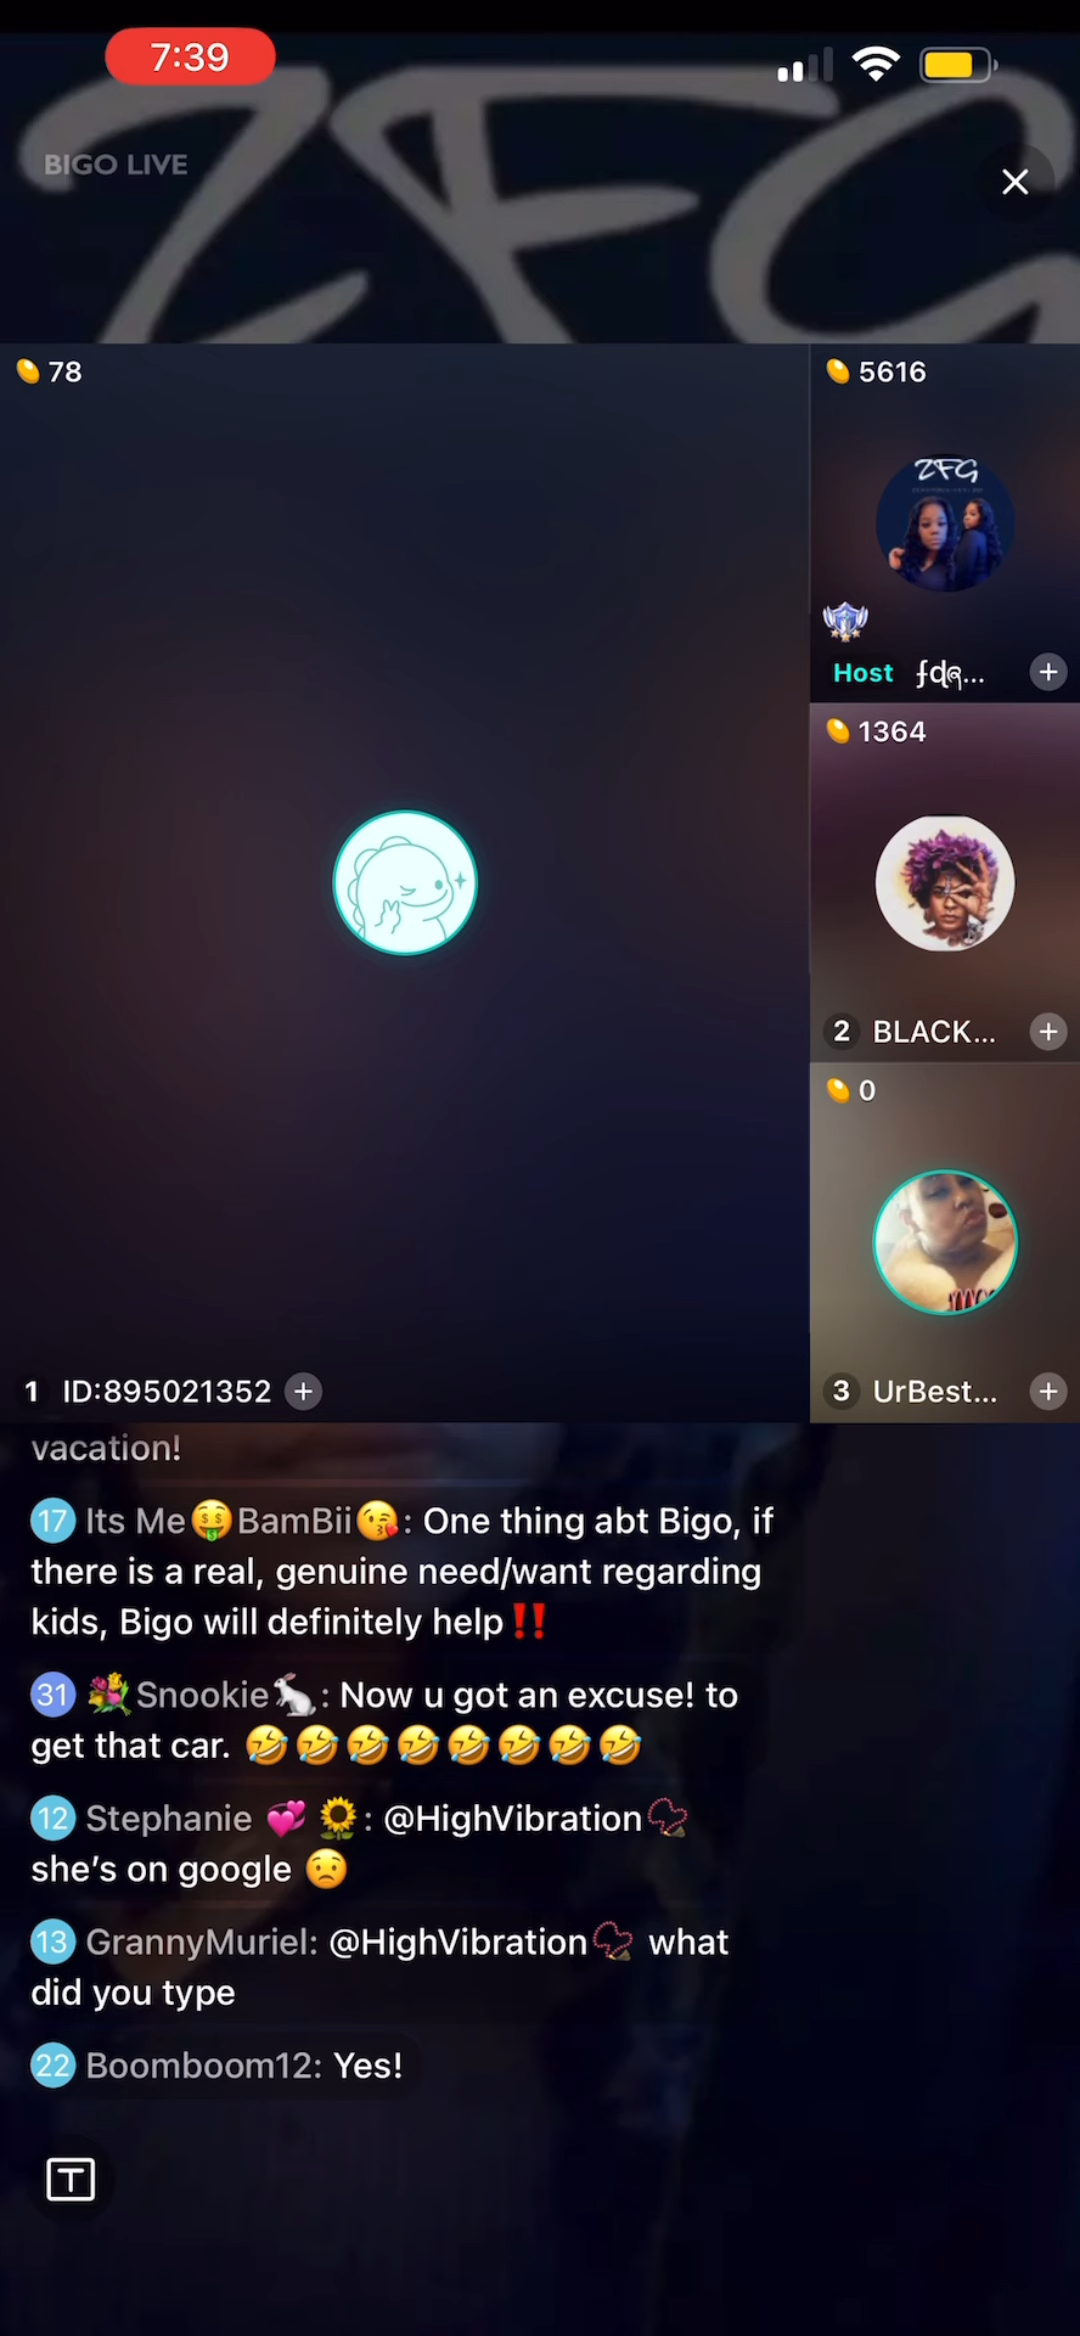 7:39
ZFG
BIGO LIVE
78
5616
ZFG
Host
1364
2 BLACK...
0
1 ID:895021352
3 UrBest...
vacation!
17 Its Me🤑BamBii😘: One thing abt Bigo, if
there is a real, genuine need/want regarding
kids, Bigo will definitely help‼️
31 💐Snookie🐇: Now u got an excuse! to
get that car. 🤣🤣🤣🤣🤣🤣🤣🤣
12 Stephanie 💞 🌻: @HighVibration📿
she's on google 😟
13 GrannyMuriel: @HighVibration📿 what
did you type
22 Boomboom12: Yes!
T